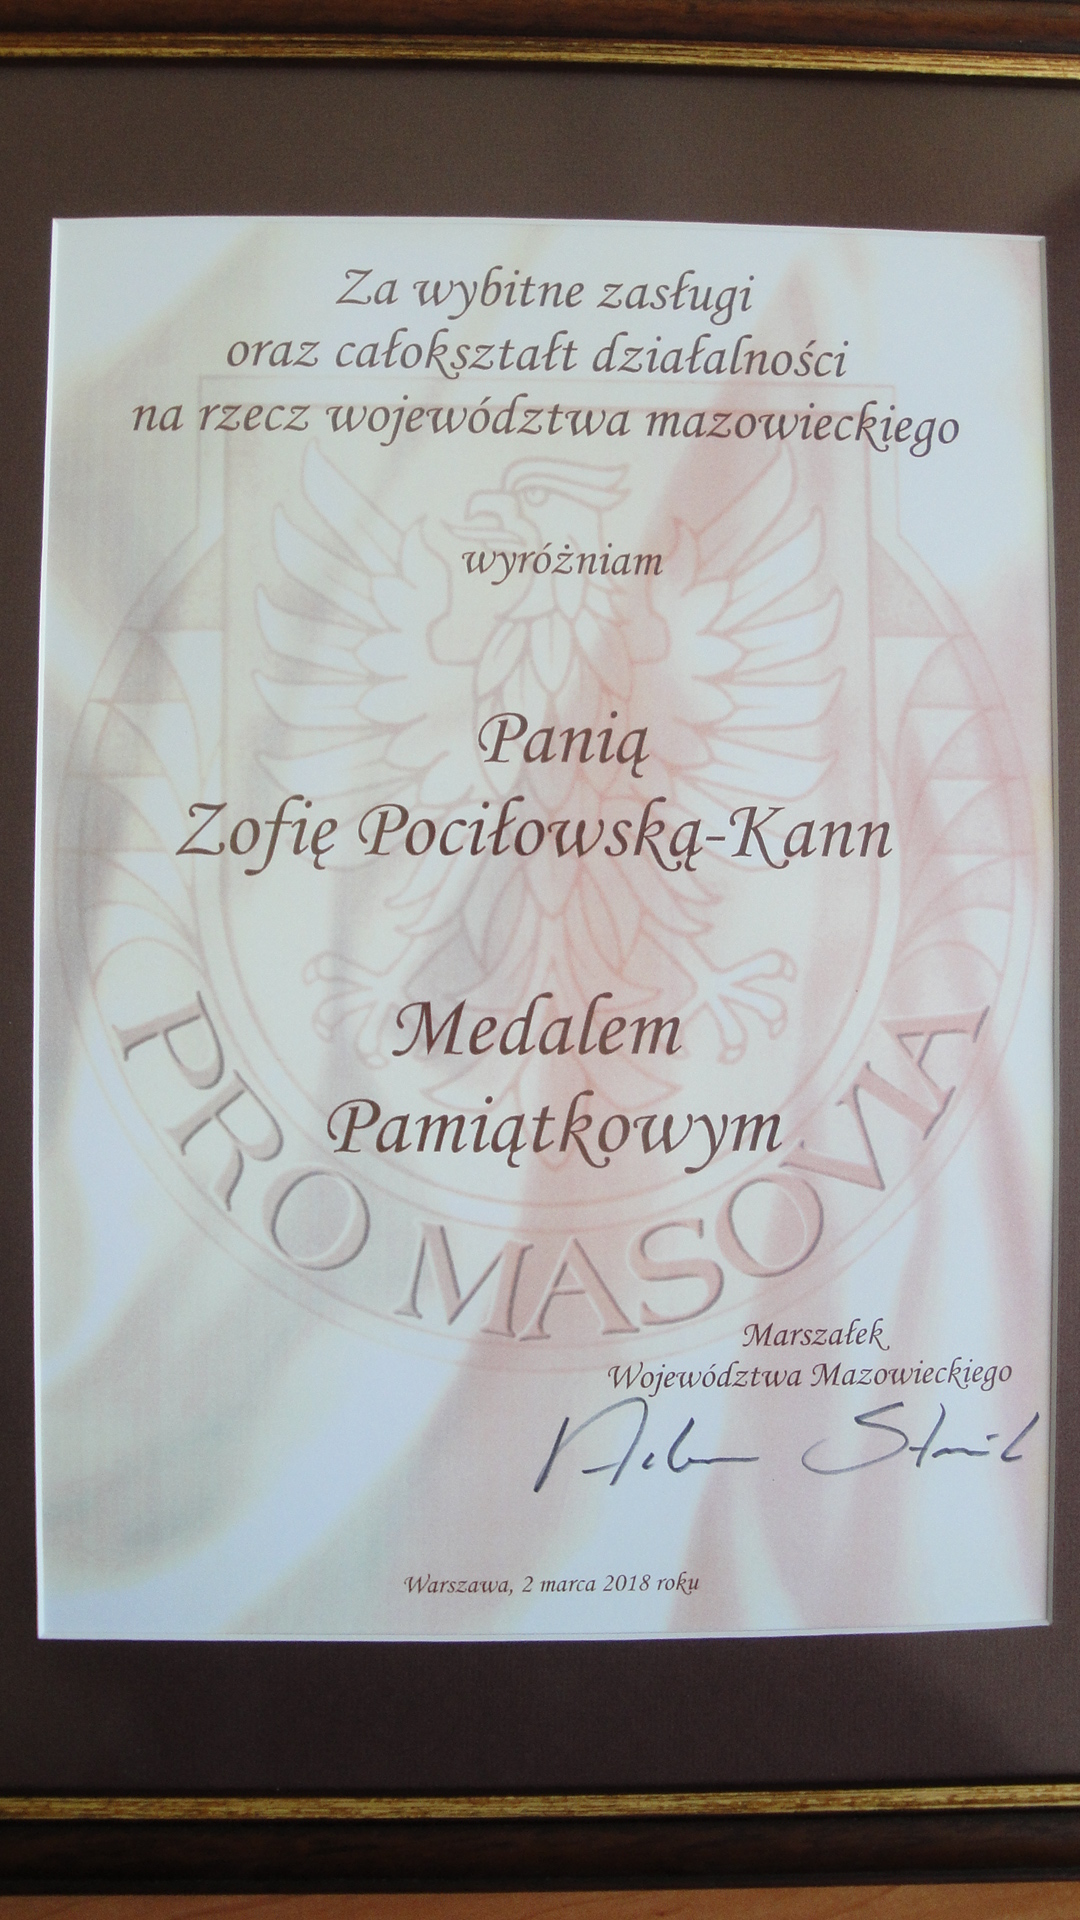 Za wybitne zasługi
oraz całokształt działalności
na rzecz województwa mazowieckiego
wyróżniam
Panią
Zofię Pociłowską-Kann
Medalem
Pamiątkowym
PRO MASOVIA
Marszałek
Województwa Mazowieckiego
Warszawa, 2 marca 2018 roku